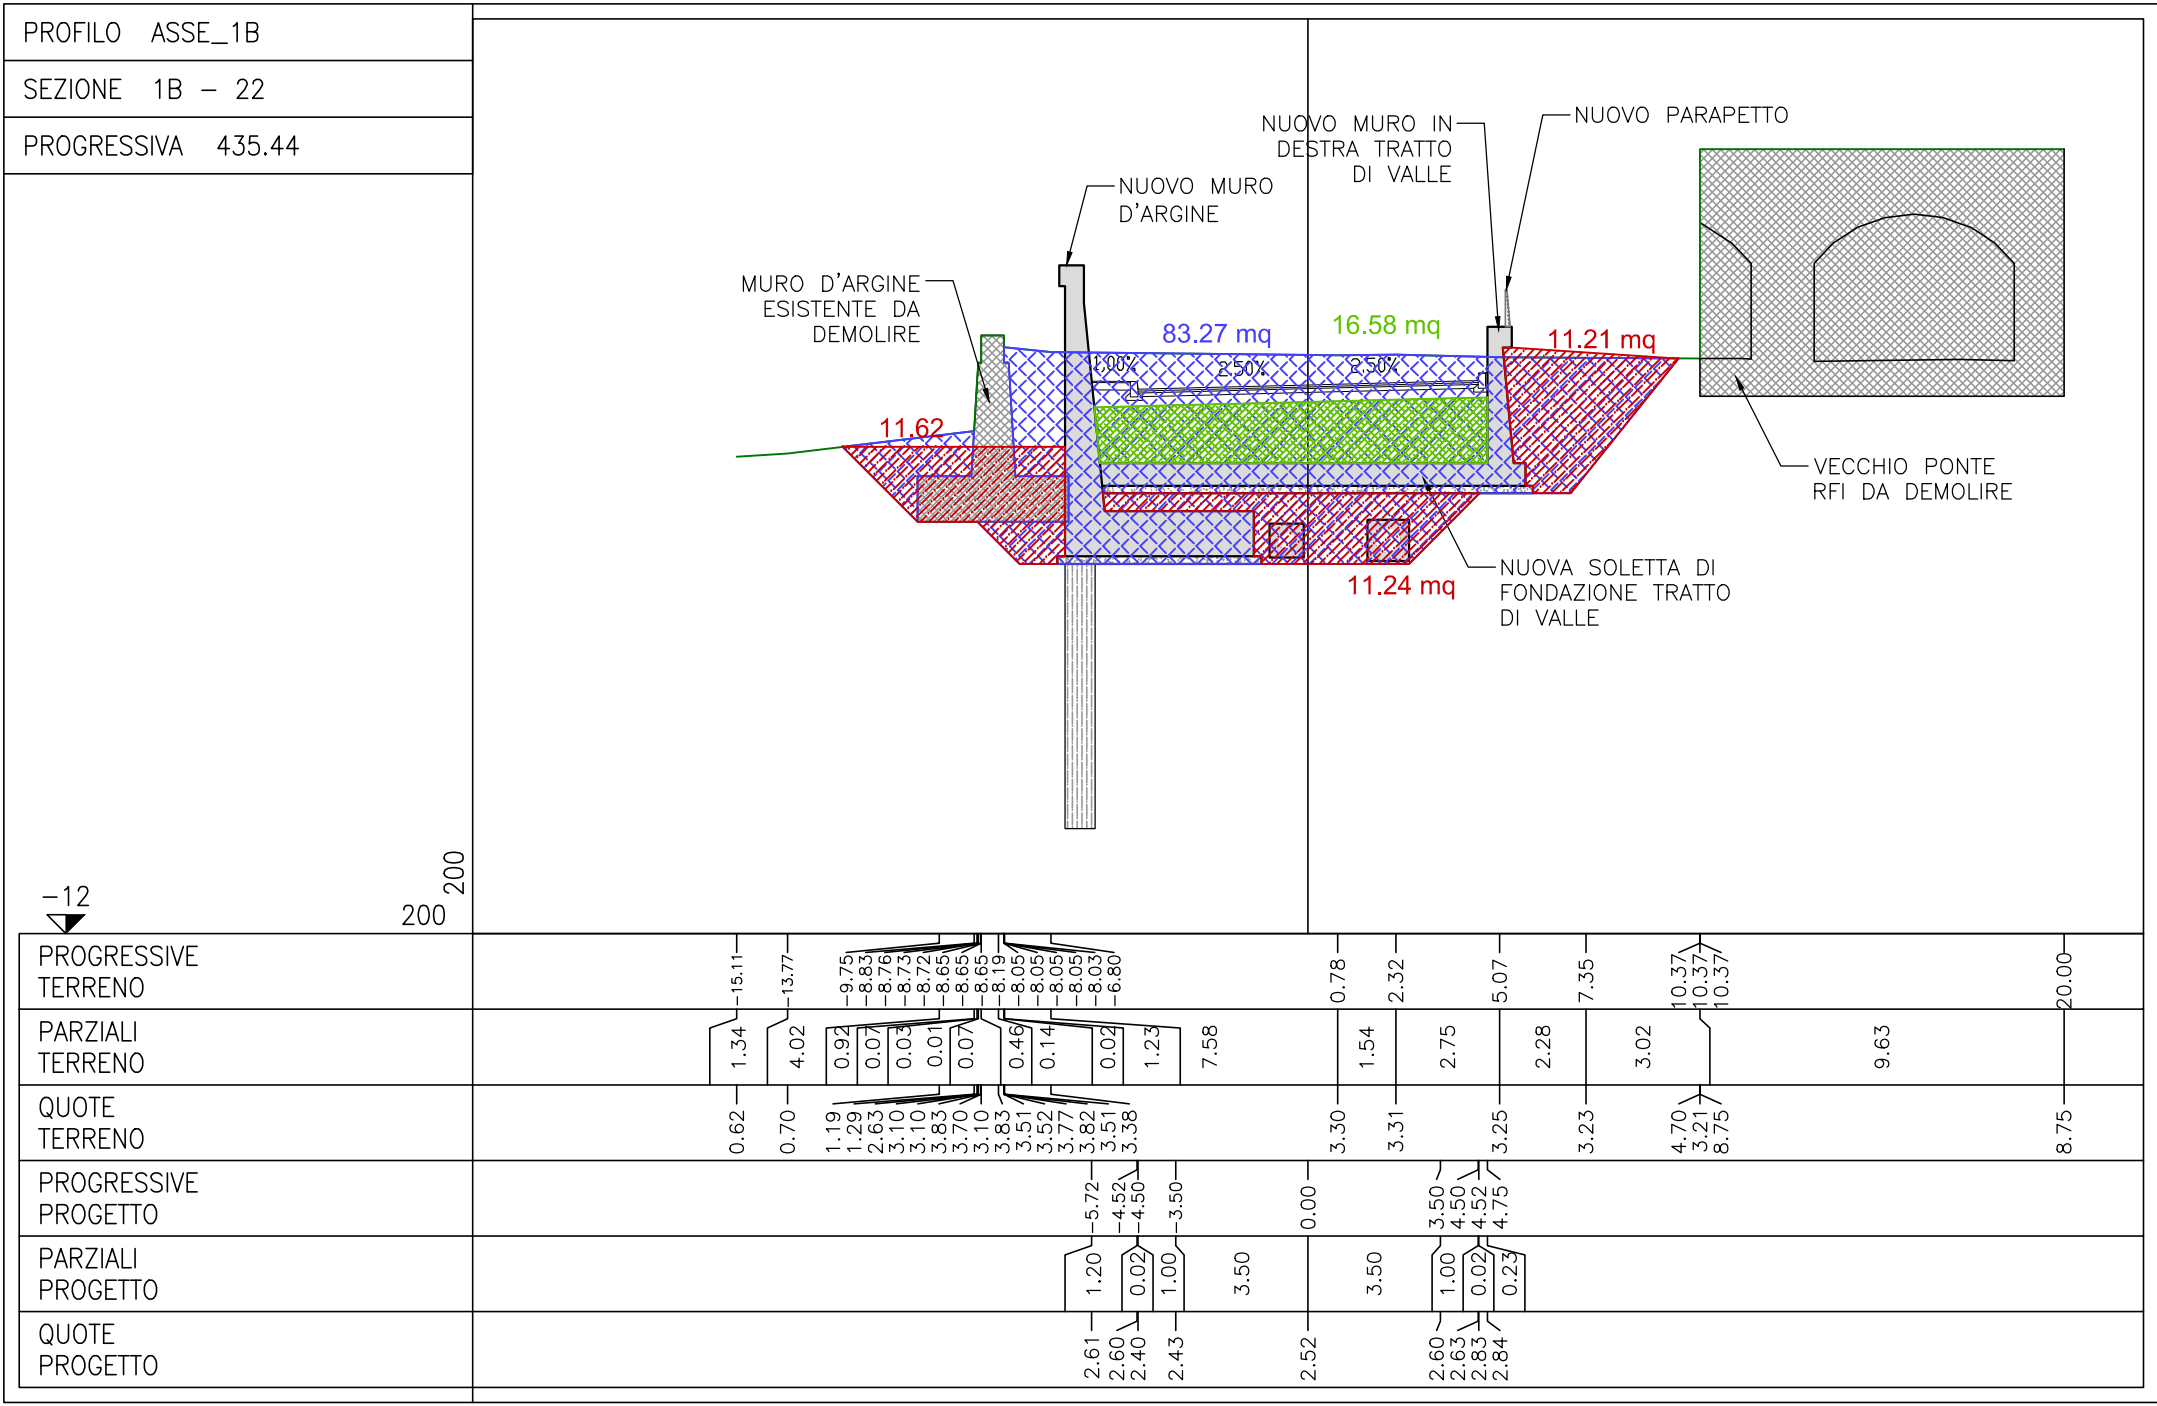 PROFILO ASSE_1B
SEZIONE 1B - 22
PROGRESSIVA 435.44
NUOVO PARAPETTO
NUOVO MURO IN
DESTRA TRATTO
DI VALLE
NUOVO MURO
D'ARGINE
MURO D'ARGINE
ESISTENTE DA
DEMOLIRE
83.27 mq
16.58 mq
11.21 mq
1,00%
2.50%
2.50%
11.62
VECCHIO PONTE
RFI DA DEMOLIRE
NUOVA SOLETTA DI
FONDAZIONE TRATTO
DI VALLE
11.24 mq
-12
200
200
PROGRESSIVE
TERRENO
-15.11 -13.77 -9.75 -8.83 -8.76 -8.73 -8.72 -8.65 -8.65 -8.65 -8.19 -8.05 -8.05 -8.05 -8.05 -8.03 -6.80 0.78 2.32 5.07 7.35 10.37 10.37 10.37 20.00
PARZIALI
TERRENO
1.34 4.02 0.92 0.07 0.03 0.01 0.07 0.46 0.14 0.02 1.23 7.58 1.54 2.75 2.28 3.02 9.63
QUOTE
TERRENO
0.62 0.70 1.19 1.29 2.63 3.10 3.10 3.83 3.70 3.10 3.83 3.51 3.52 3.77 3.82 3.51 3.38 3.30 3.31 3.25 3.23 4.70 3.21 8.75 8.75
PROGRESSIVE
PROGETTO
-5.72 -4.52 -4.50 -3.50 0.00 3.50 4.50 4.52 4.75
PARZIALI
PROGETTO
1.20 0.02 1.00 3.50 3.50 1.00 0.02 0.23
QUOTE
PROGETTO
2.61 2.60 2.40 2.43 2.52 2.60 2.63 2.83 2.84